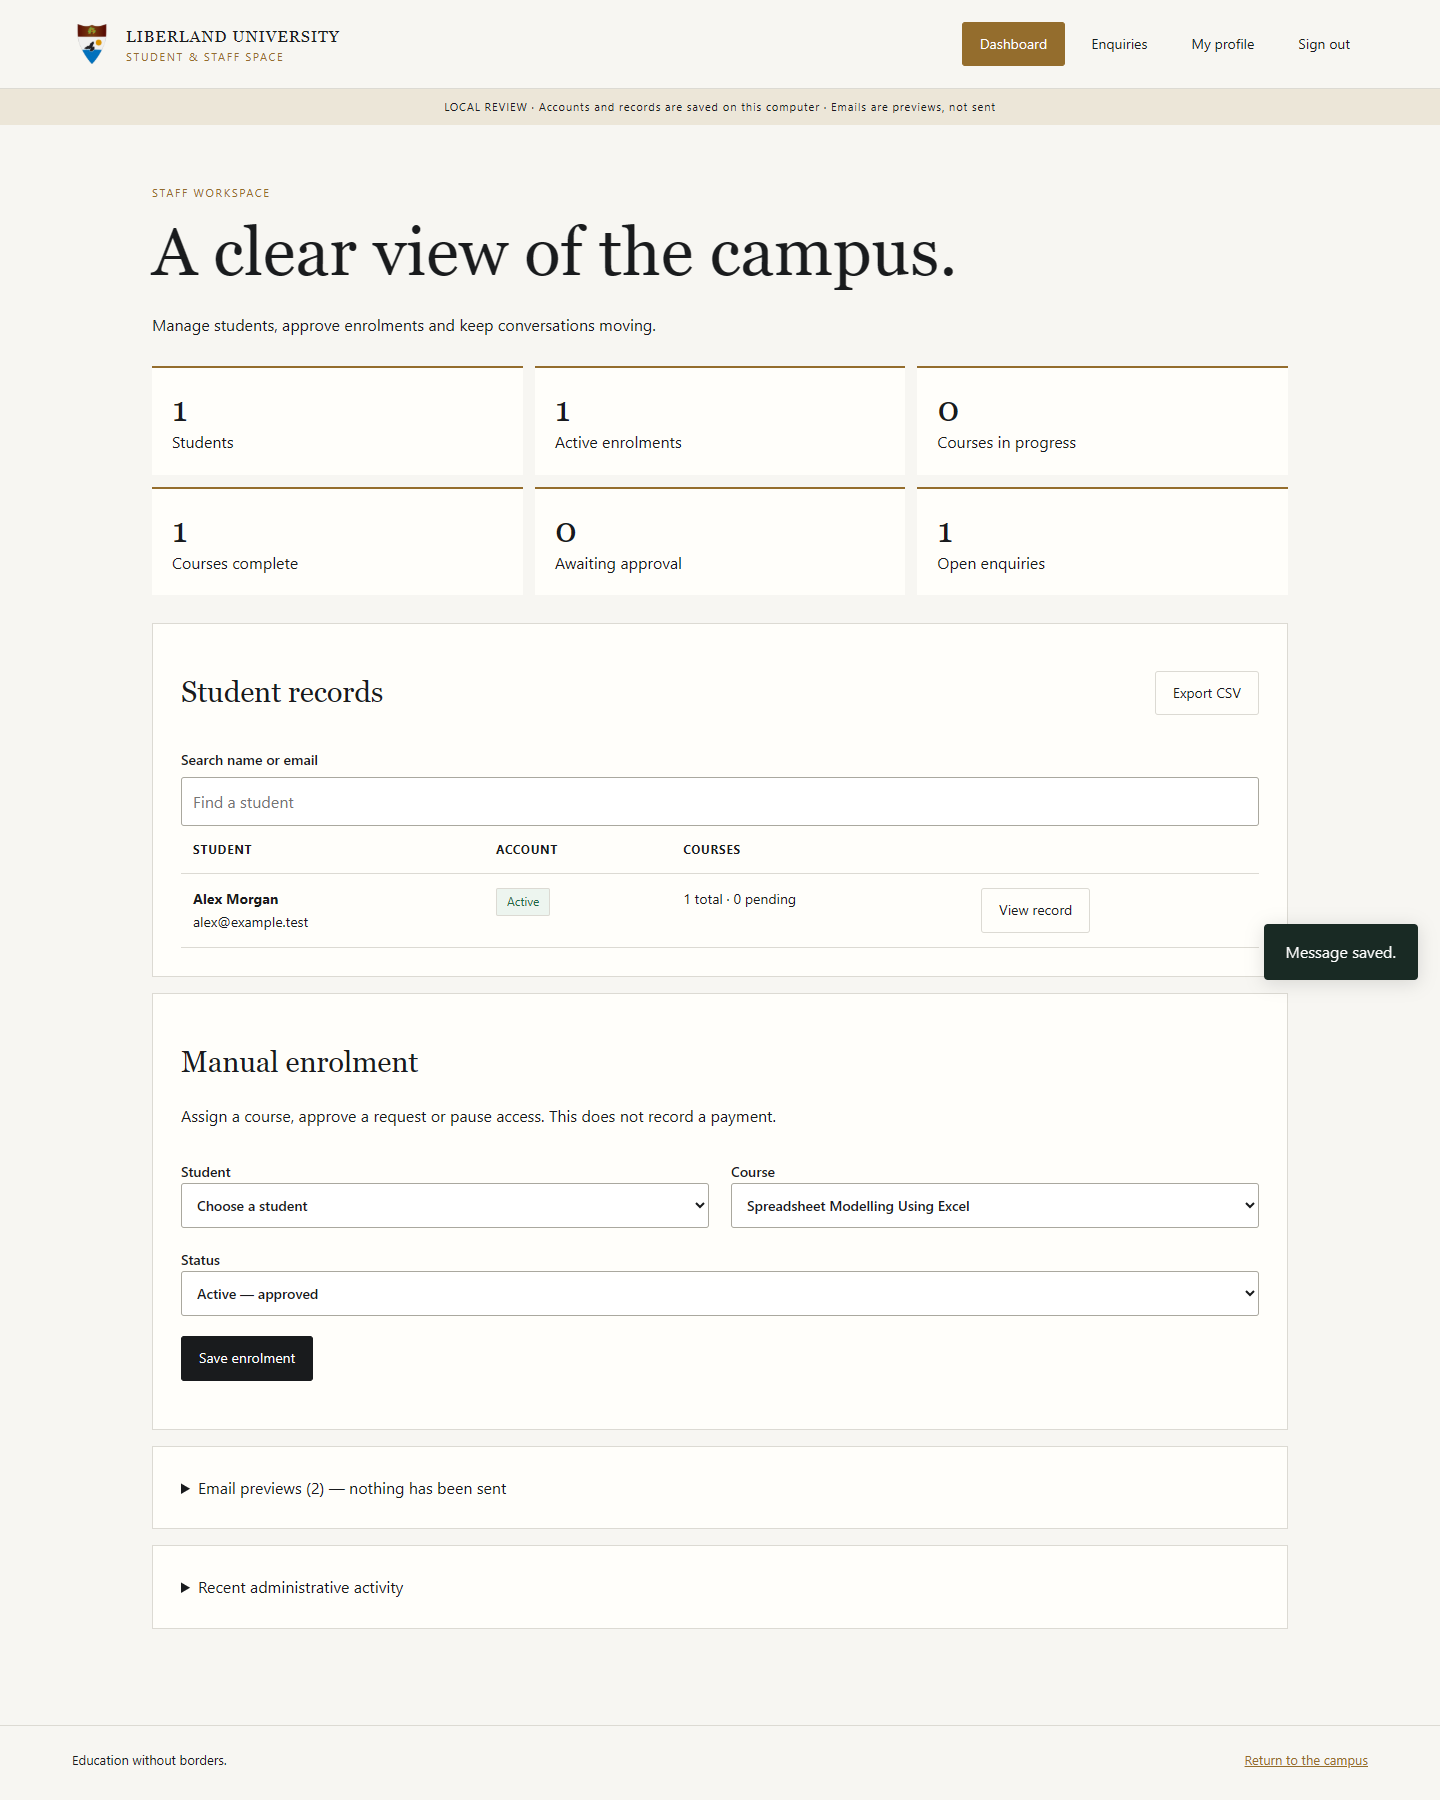 LIBERLAND UNIVERSITY
STUDENT & STAFF SPACE
Dashboard
Enquiries
My profile
Sign out
LOCAL REVIEW · Accounts and records are saved on this computer · Emails are previews, not sent
STAFF WORKSPACE
A clear view of the campus.
Manage students, approve enrolments and keep conversations moving.
1
Students
1
Active enrolments
0
Courses in progress
1
Courses complete
0
Awaiting approval
1
Open enquiries
Student records
Export CSV
Search name or email
Find a student
STUDENT ACCOUNT COURSES
Alex Morgan
alex@example.test
Active
1 total · 0 pending
View record
Message saved.
Manual enrolment
Assign a course, approve a request or pause access. This does not record a payment.
Student
Choose a student
Course
Spreadsheet Modelling Using Excel
Status
Active — approved
Save enrolment
Email previews (2) — nothing has been sent
Recent administrative activity
Education without borders.
Return to the campus